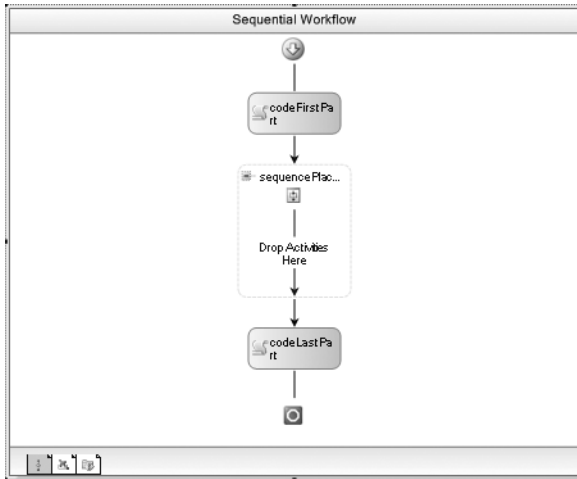 Sequential Workflow
codeFirstPa
rt
sequencePlac...
Drop Activities
Here
codeLastPa
rt